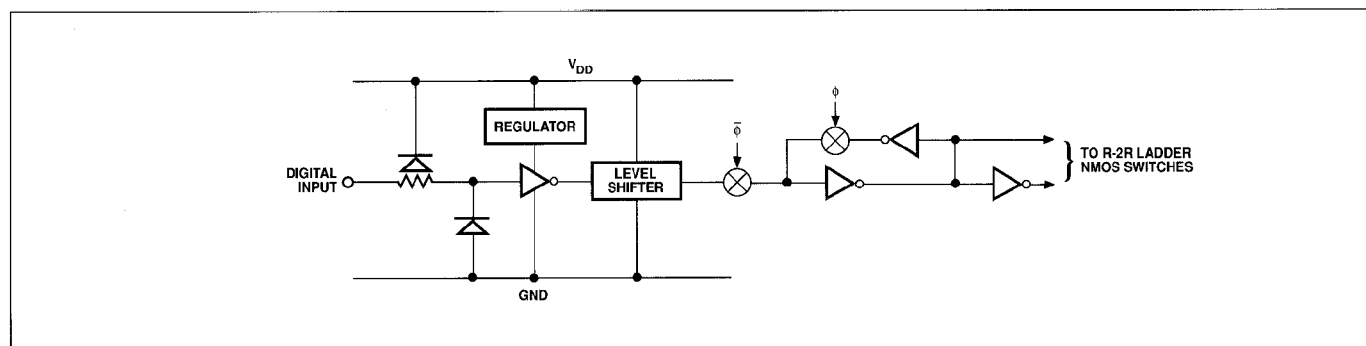 V_DD
REGULATOR
DIGITAL
INPUT
LEVEL
SHIFTER
GND
ϕ̅
ϕ
TO R-2R LADDER
NMOS SWITCHES